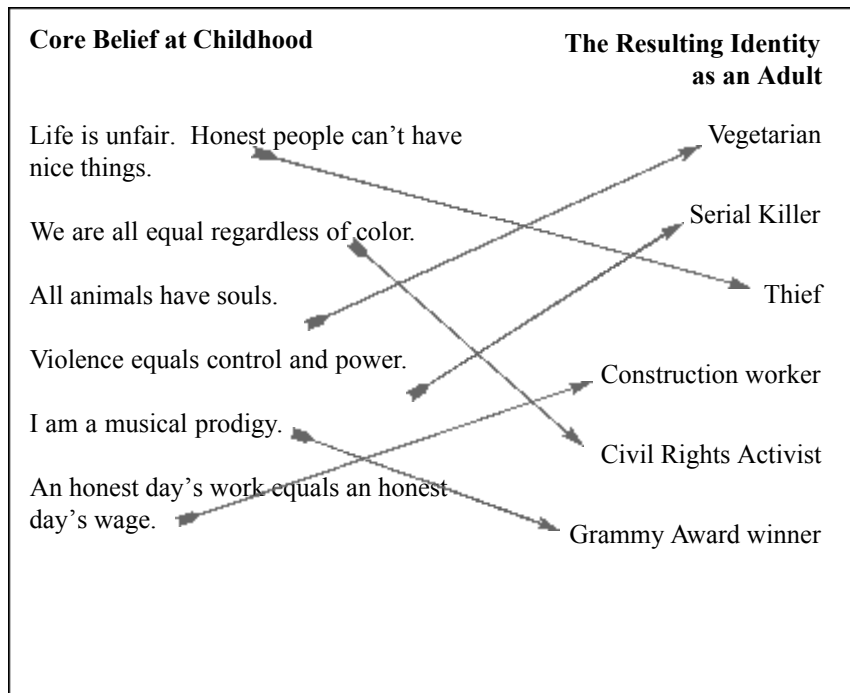 Core Belief at Childhood
Life is unfair.  Honest people can't have
nice things.
We are all equal regardless of color.
All animals have souls.
Violence equals control and power.
I am a musical prodigy.
An honest day's work equals an honest
day's wage.
The Resulting Identity
as an Adult
Vegetarian
Serial Killer
Thief
Construction worker
Civil Rights Activist
Grammy Award winner